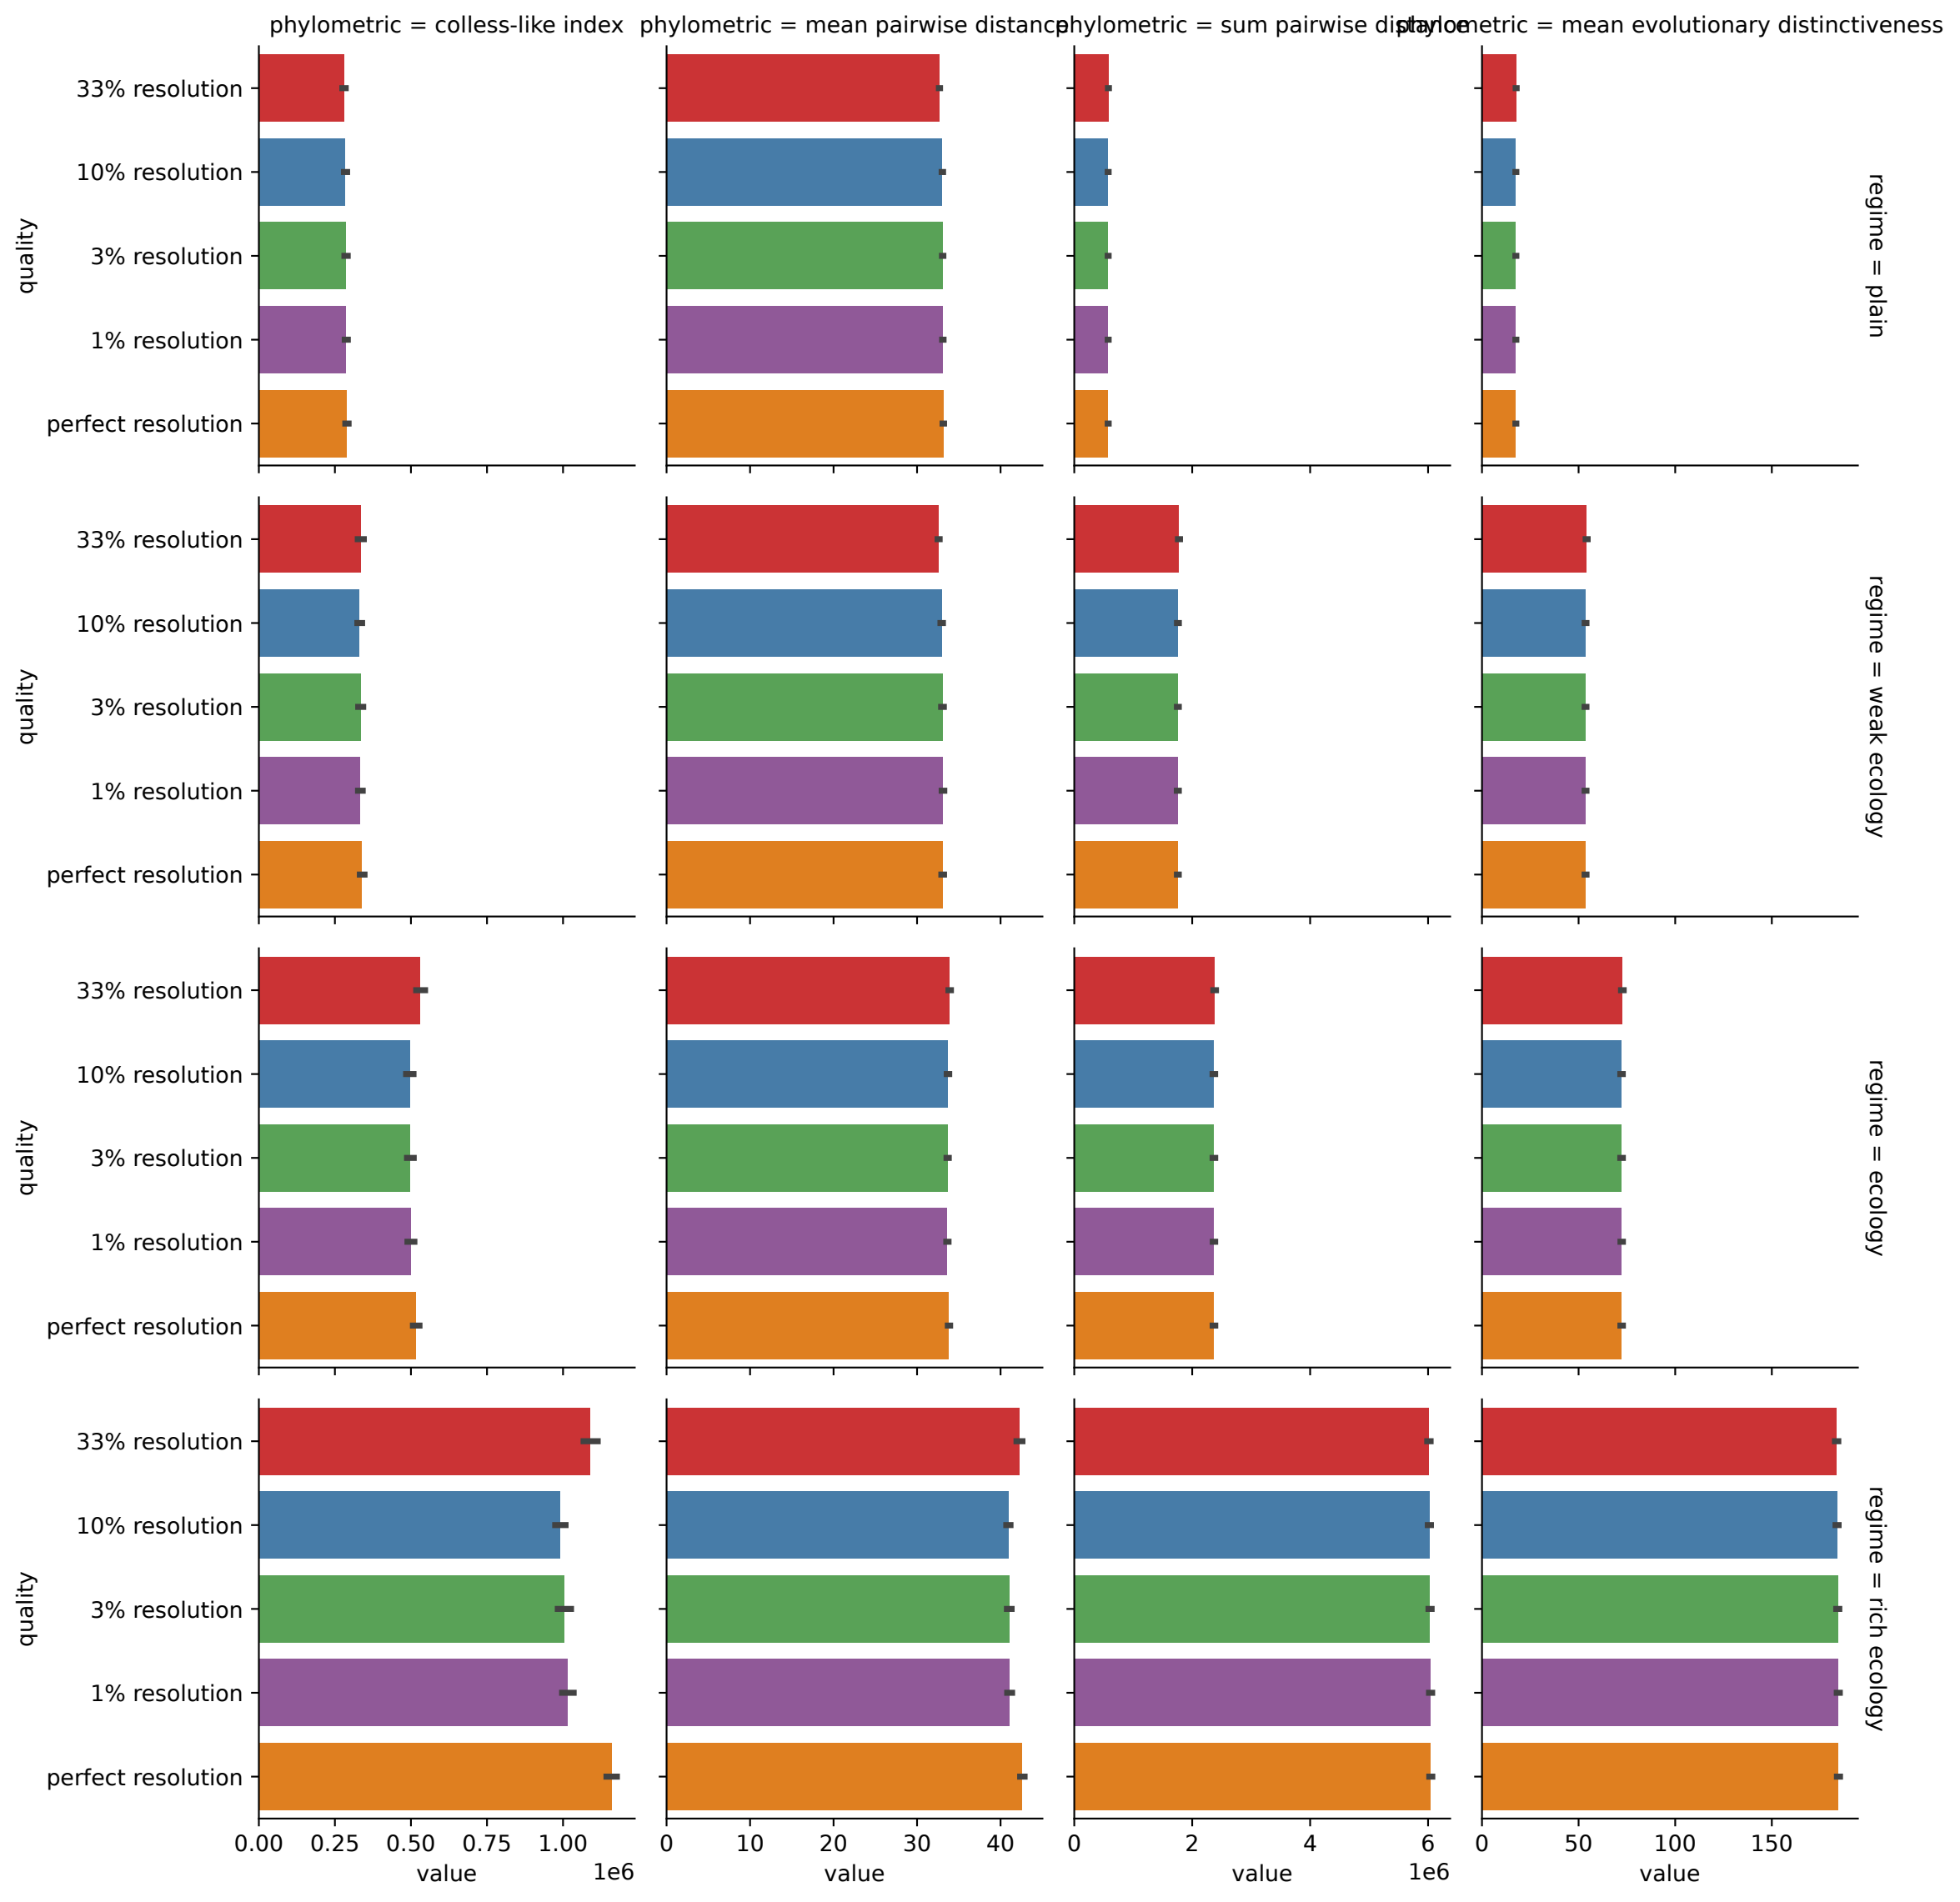 phylometric = colless-like index
phylometric = mean pairwise distance
phylometric = sum pairwise distance
phylometric = mean evolutionary distinctiveness
quality
33% resolution
10% resolution
3% resolution
1% resolution
perfect resolution
regime = plain
quality
33% resolution
10% resolution
3% resolution
1% resolution
perfect resolution
regime = weak ecology
quality
33% resolution
10% resolution
3% resolution
1% resolution
perfect resolution
regime = ecology
quality
33% resolution
10% resolution
3% resolution
1% resolution
perfect resolution
regime = rich ecology
0.00 0.25 0.50 0.75 1.00
1e6
value
0 10 20 30 40
value
0 2 4 6
1e6
value
0 50 100 150
value